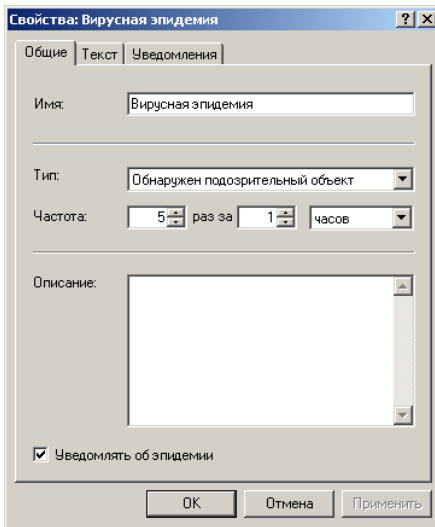 Свойства: Вирусная эпидемия
Общие Текст Уведомления
Имя: Вирусная эпидемия
Тип: Обнаружен подозрительный объект
Частота: 5 раз за 1 часов
Описание:
Уведомлять об эпидемии
OK Отмена Применить